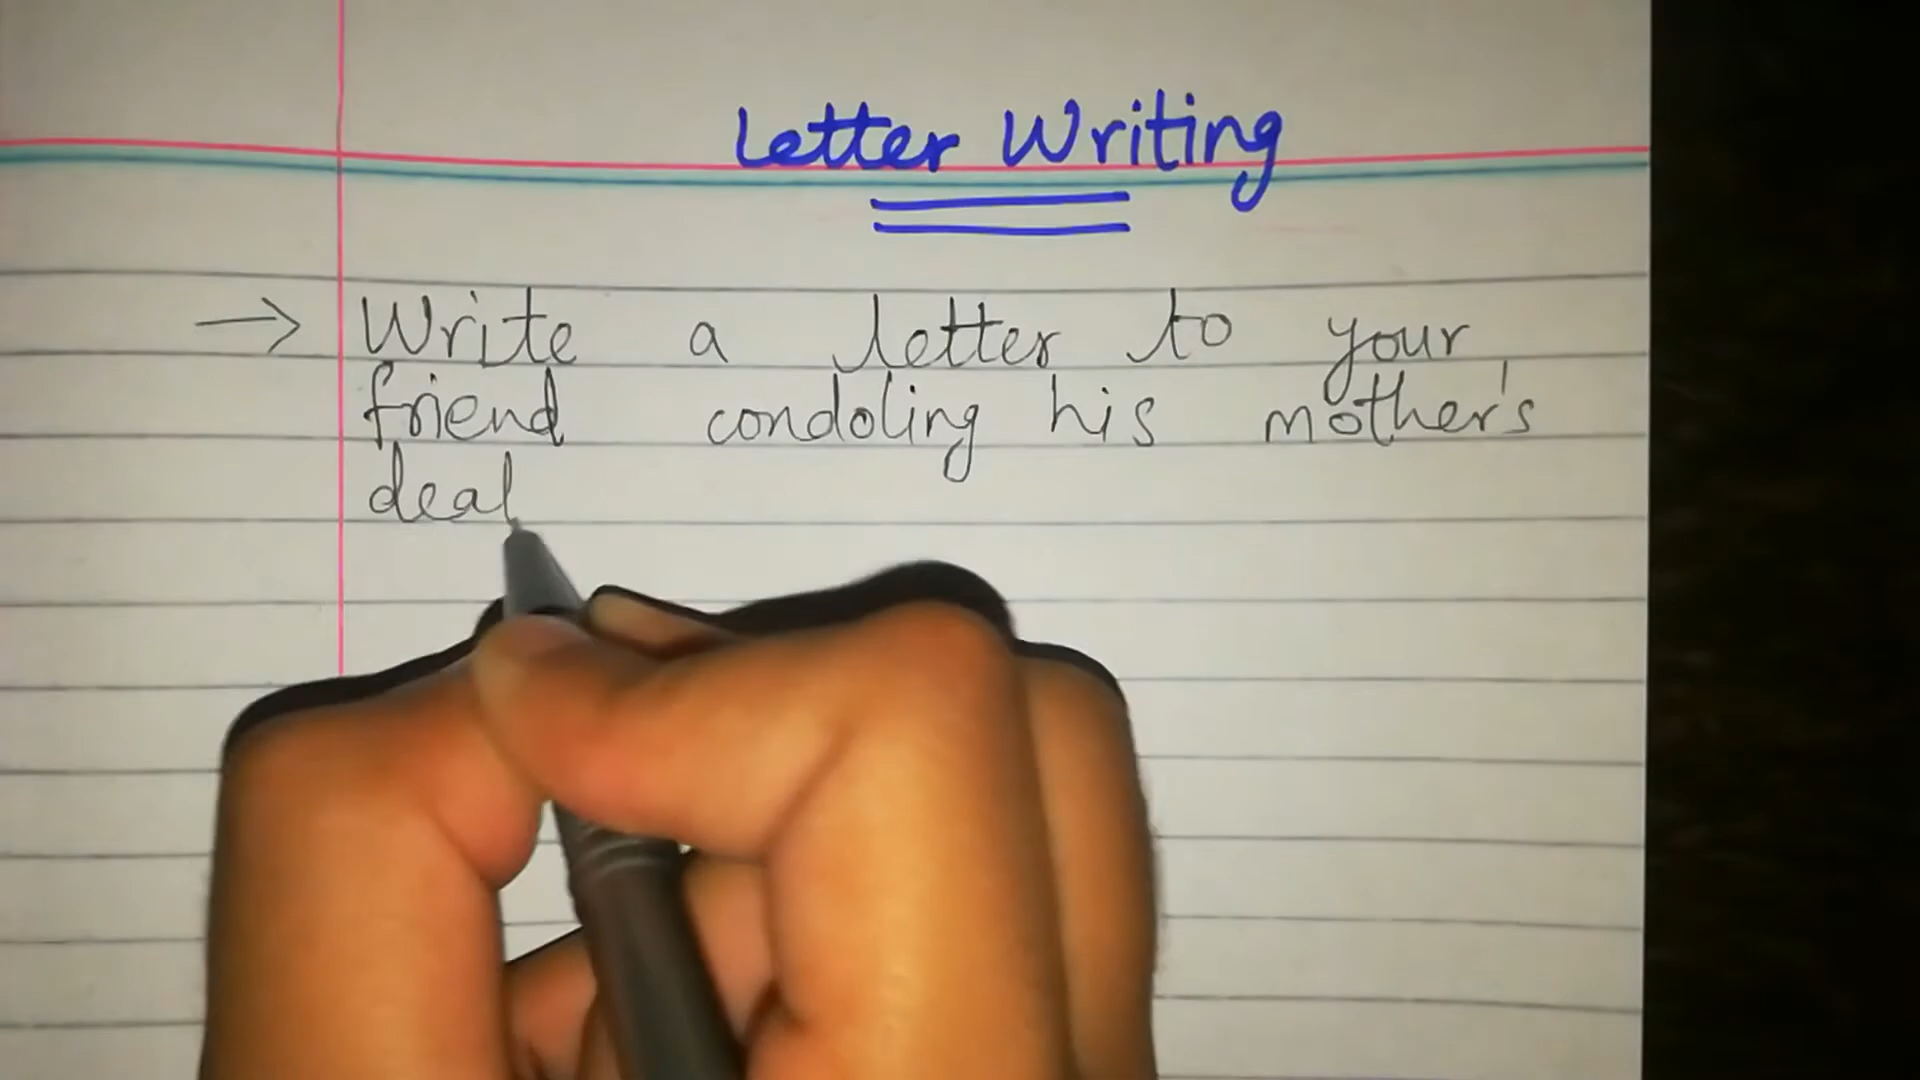 Letter Writing
→ Write a letter to your
friend condoling his mother's
deal